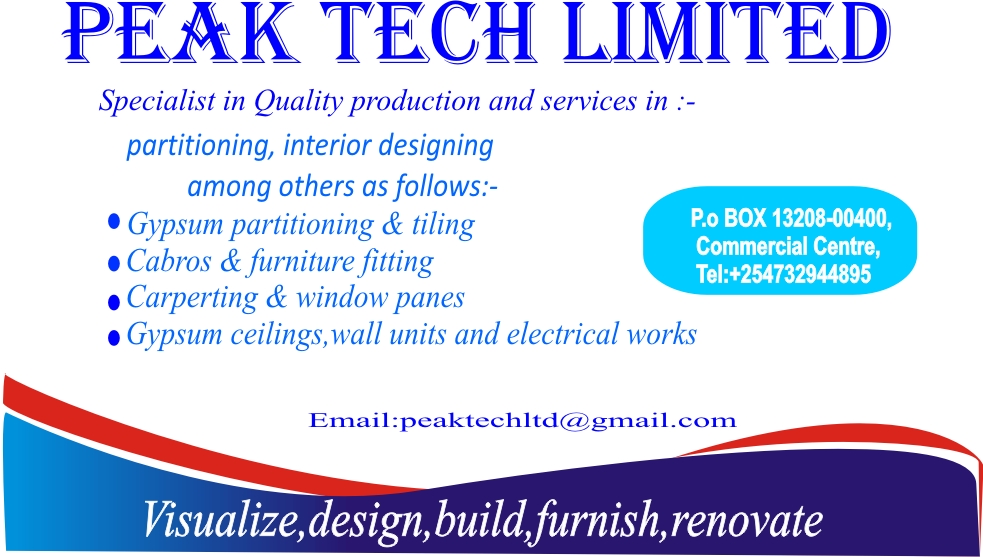 PEAK TECH LIMITED
Specialist in Quality production and services in :-
partitioning, interior designing
among others as follows:-
Gypsum partitioning & tiling
Cabros & furniture fitting
Carperting & window panes
Gypsum ceilings,wall units and electrical works
P.o BOX 13208-00400,
Commercial Centre,
Tel:+254732944895
Email:peaktechltd@gmail.com
Visualize,design,build,furnish,renovate